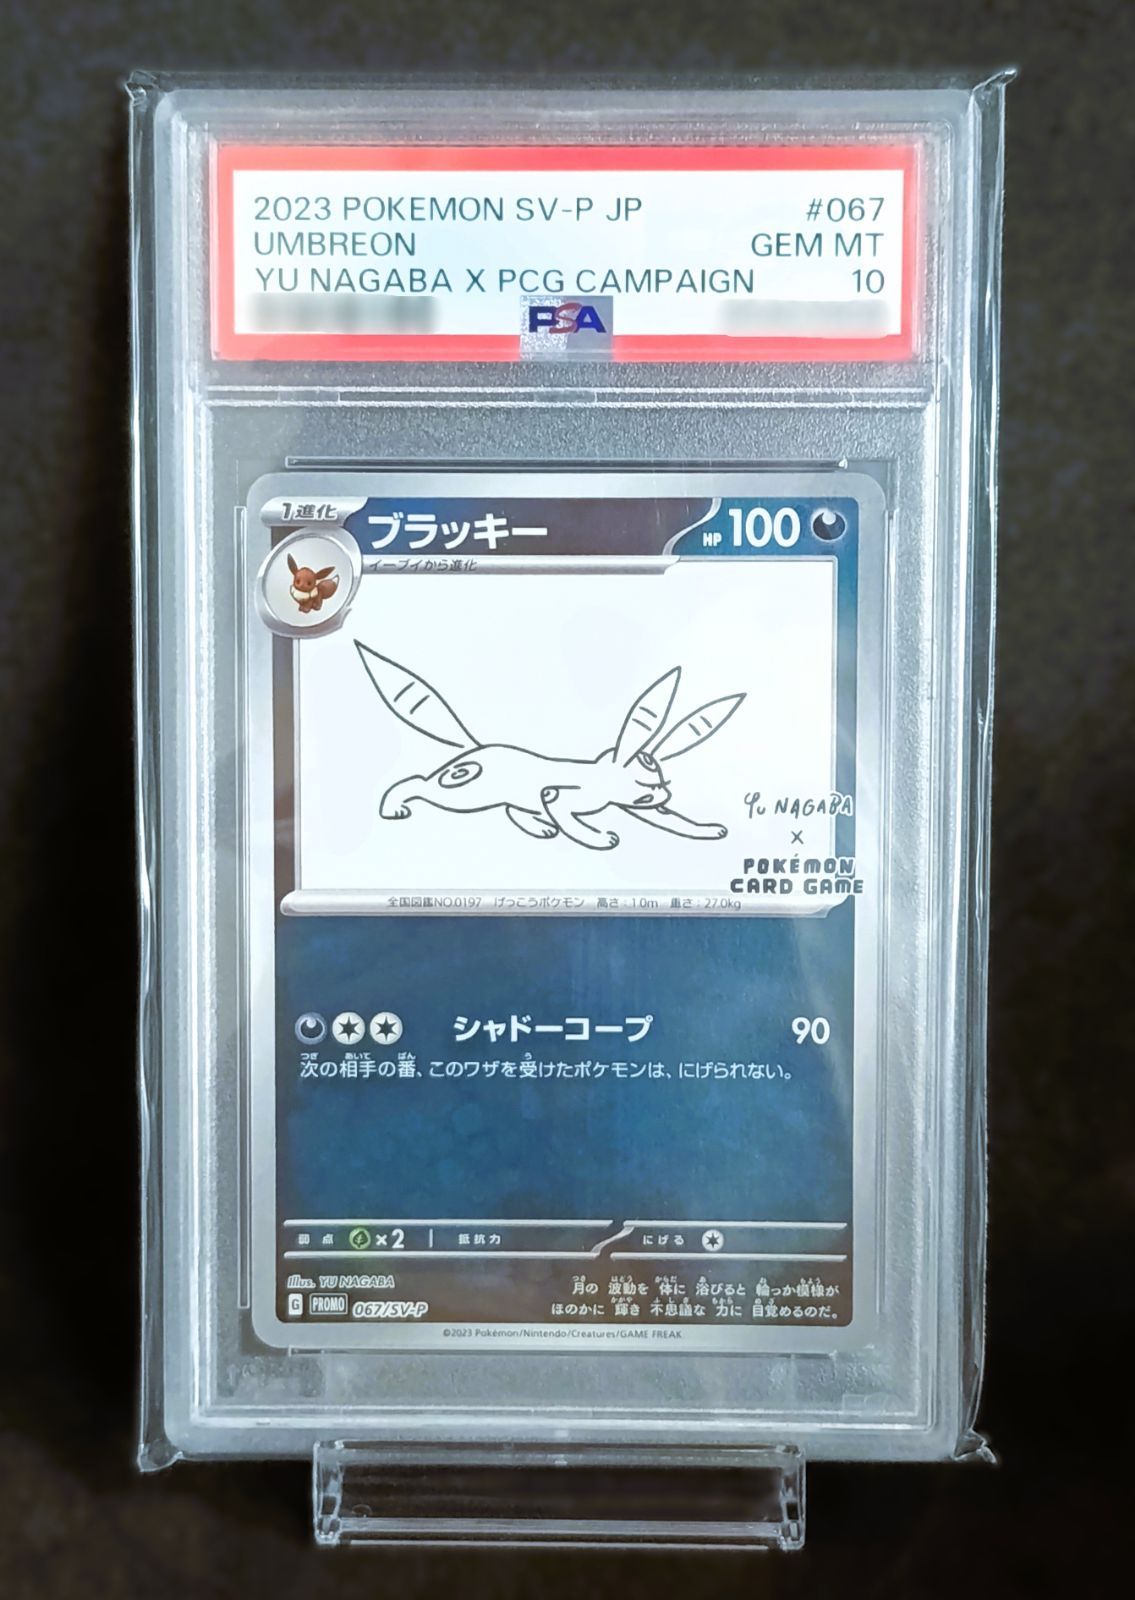 2023 POKEMON SV-P JP #067
UMBREON GEM MT
YU NAGABA X PCG CAMPAIGN 10
PSA
1進化 ブラッキー HP 100
イーブイから進化
YU NAGABA
X
POKÉMON
CARD GAME
全国図鑑NO.0197 げっこうポケモン 高さ:1.0m 重さ:27.0kg
シャドーコープ 90
次の相手の番、このワザを受けたポケモンは、にげられない。
弱点 ×2 抵抗力 にげる
Illus. YU NAGABA
月の波動を体に浴びると輪っか模様が
ほのかに輝き不思議な力に目覚めるのだ。
G PROMO 067/SV-P
©2023 Pokémon/Nintendo/Creatures/GAME FREAK